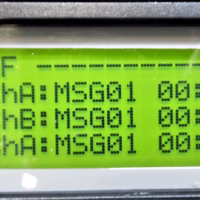 F -----------
hA:MSG01 00:
hB:MSG01 00:
hA:MSG01 00: